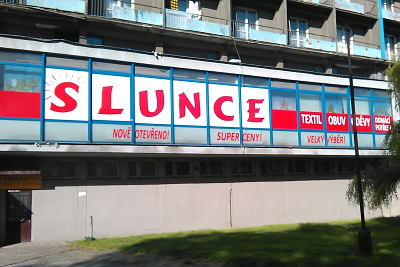 SLUNCE
TEXTIL OBUV ODĚVY DOMÁCÍ POTŘEBY
NOVĚ OTEVŘENO! SUPER CENY! VELKÝ VÝBĚR!